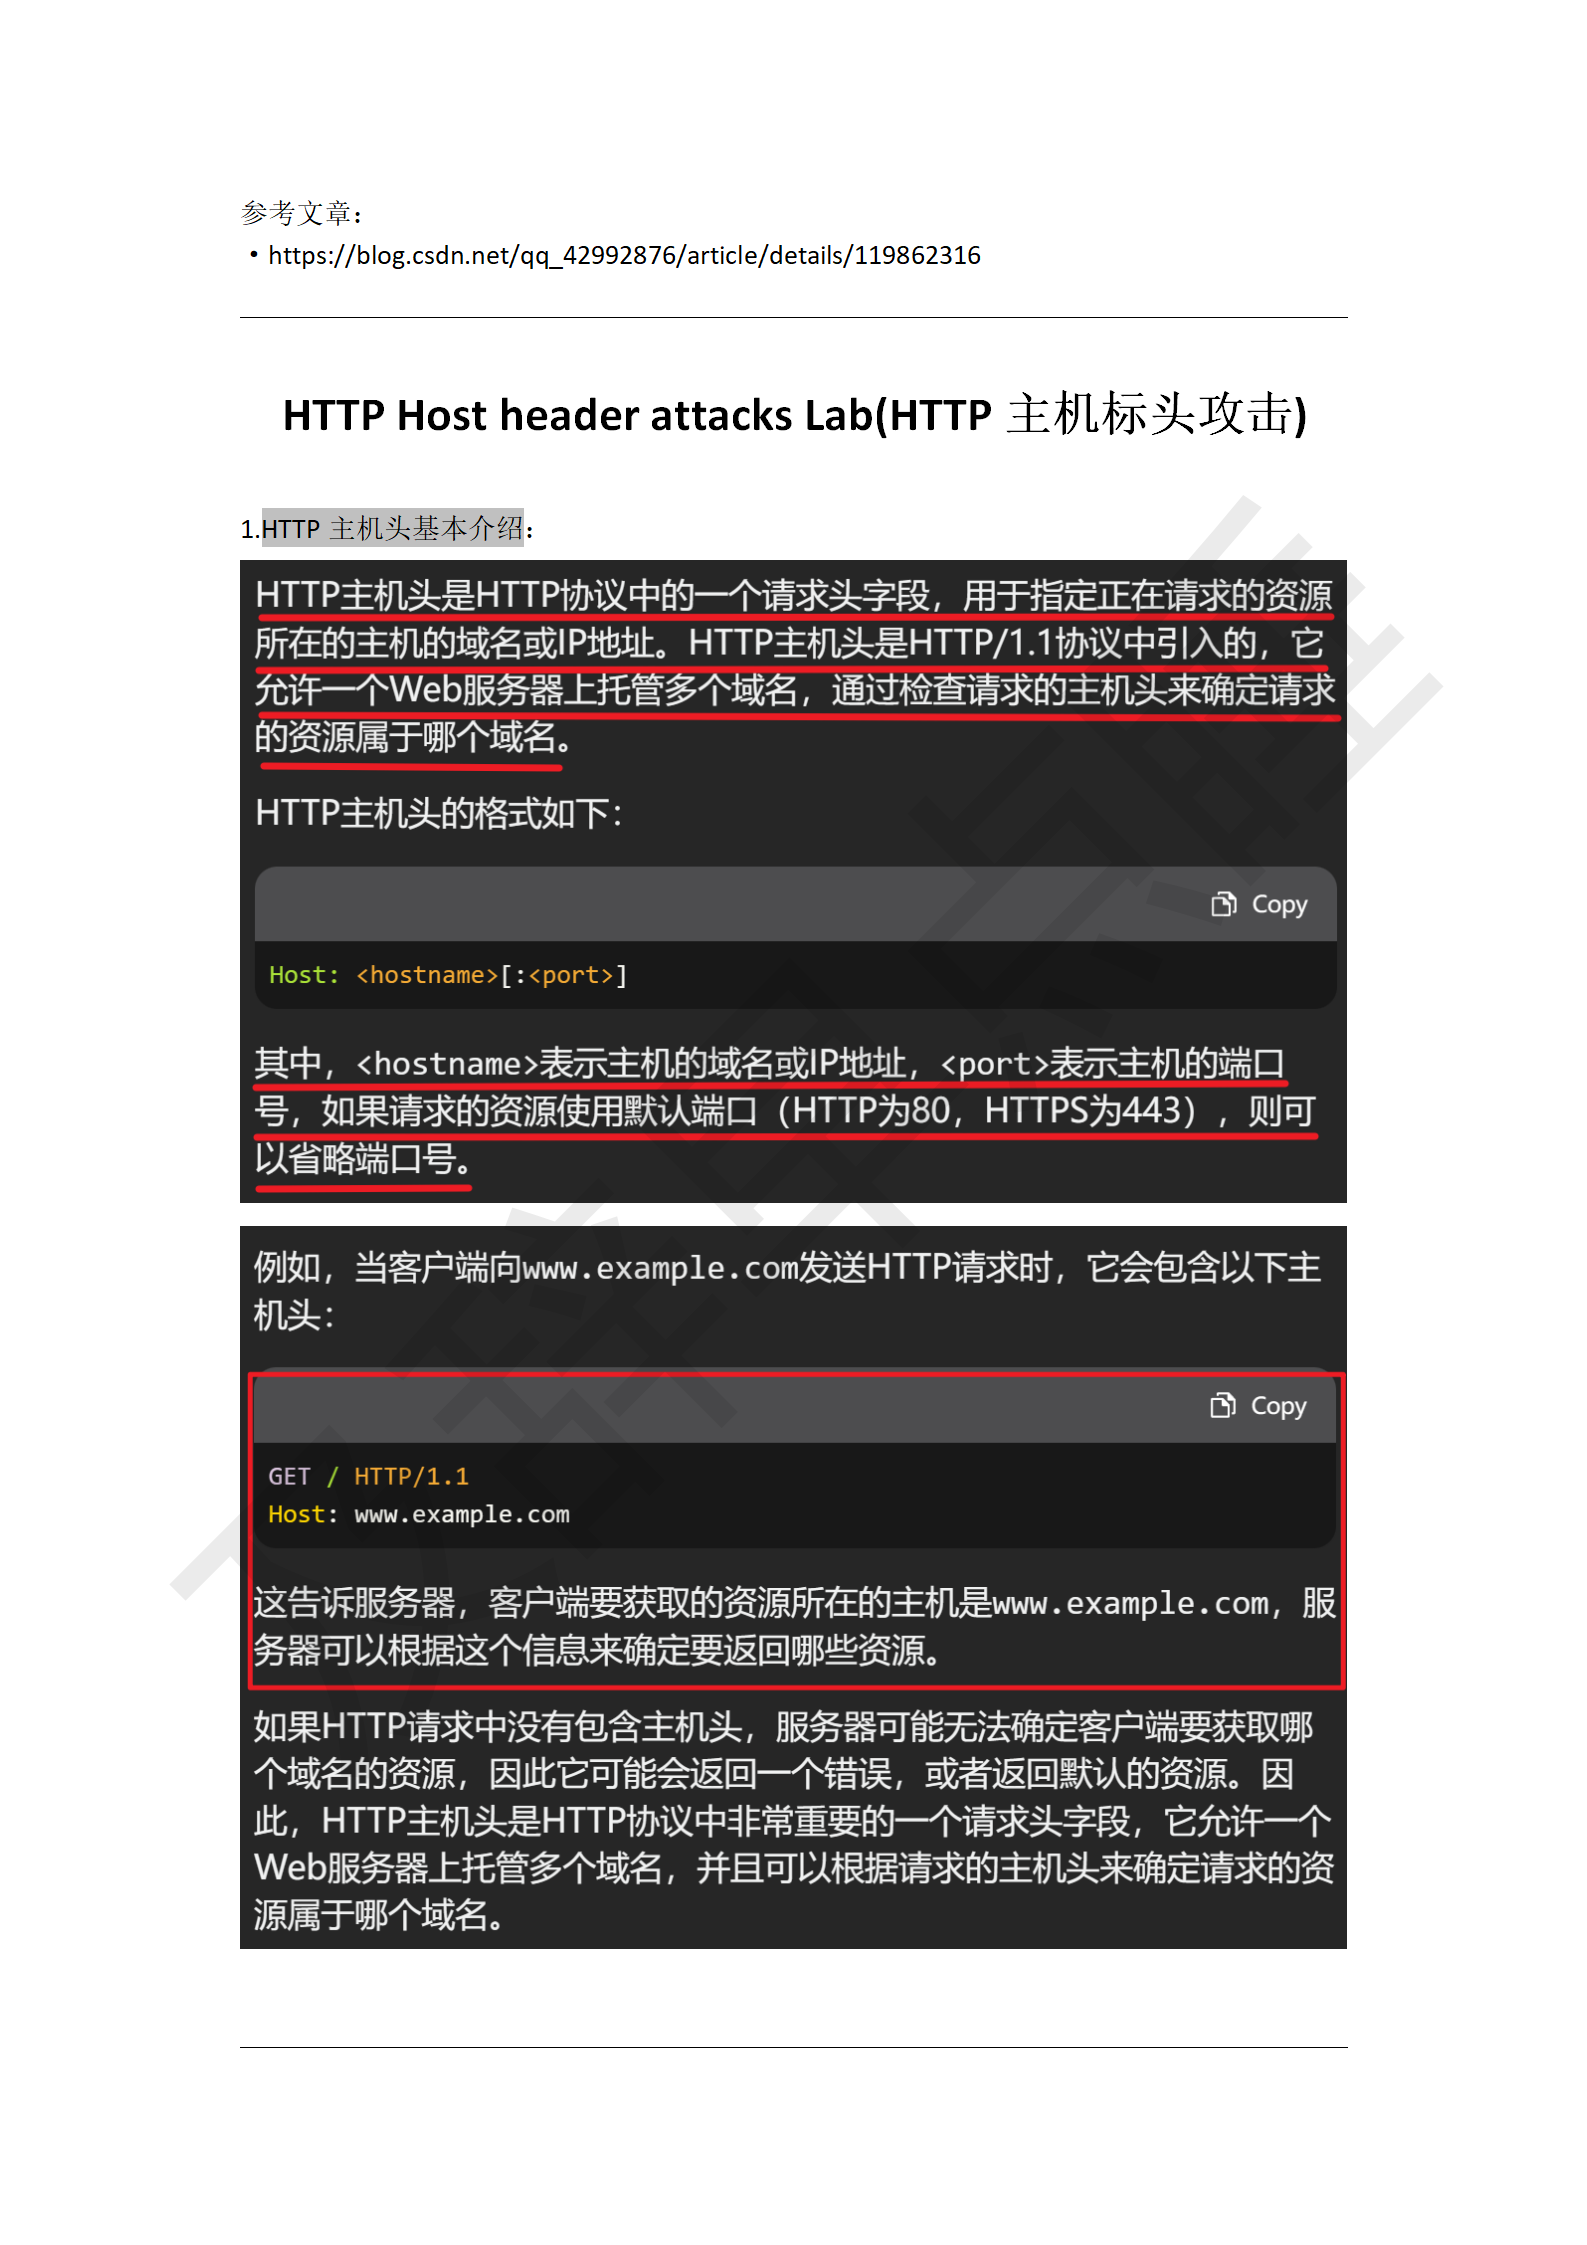 参考文章：
• https://blog.csdn.net/qq_42992876/article/details/119862316
HTTP Host header attacks Lab(HTTP 主机标头攻击)
1.HTTP 主机头基本介绍：
HTTP主机头是HTTP协议中的一个请求头字段，用于指定正在请求的资源
所在的主机的域名或IP地址。HTTP主机头是HTTP/1.1协议中引入的，它
允许一个Web服务器上托管多个域名，通过检查请求的主机头来确定请求
的资源属于哪个域名。
HTTP主机头的格式如下：
Copy
Host: <hostname>[:<port>]
其中，<hostname>表示主机的域名或IP地址，<port>表示主机的端口
号，如果请求的资源使用默认端口（HTTP为80，HTTPS为443），则可
以省略端口号。
例如，当客户端向www.example.com发送HTTP请求时，它会包含以下主
机头：
Copy
GET / HTTP/1.1
Host: www.example.com
这告诉服务器，客户端要获取的资源所在的主机是www.example.com，服
务器可以根据这个信息来确定要返回哪些资源。
如果HTTP请求中没有包含主机头，服务器可能无法确定客户端要获取哪
个域名的资源，因此它可能会返回一个错误，或者返回默认的资源。因
此，HTTP主机头是HTTP协议中非常重要的一个请求头字段，它允许一个
Web服务器上托管多个域名，并且可以根据请求的主机头来确定请求的资
源属于哪个域名。